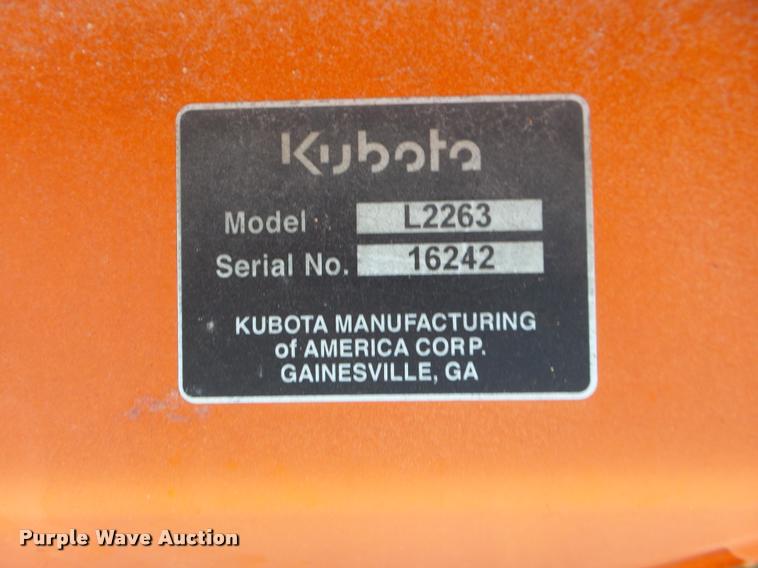 Kubota
Model L2263
Serial No. 16242
KUBOTA MANUFACTURING
of AMERICA CORP.
GAINESVILLE, GA
Purple Wave Auction